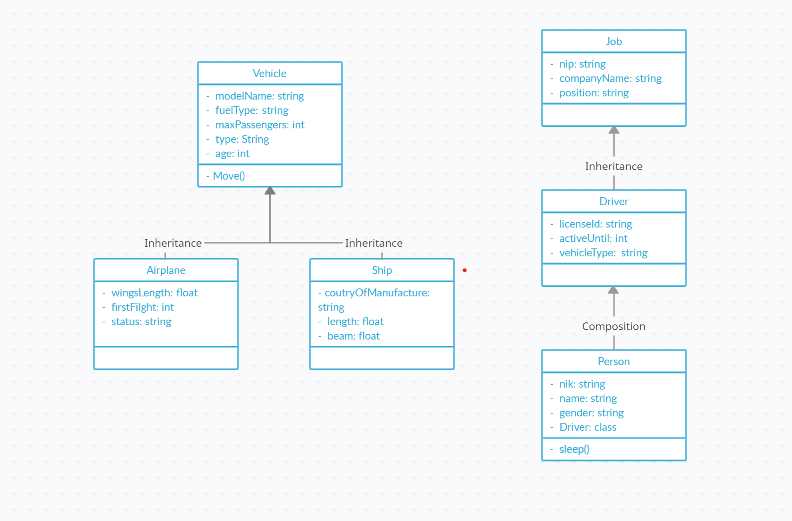 Vehicle
- modelName: string
- fuelType: string
- maxPassengers: int
- type: String
- age: int
- Move()
Inheritance
Inheritance
Airplane
- wingsLength: float
- firstFilght: int
- status: string
Ship
- coutryOfManufacture:
string
- length: float
- beam: float
Job
- nip: string
- companyName: string
- position: string
Inheritance
Driver
- licenseId: string
- activeUntil: int
- vehicleType: string
Composition
Person
- nik: string
- name: string
- gender: string
- Driver: class
- sleep()